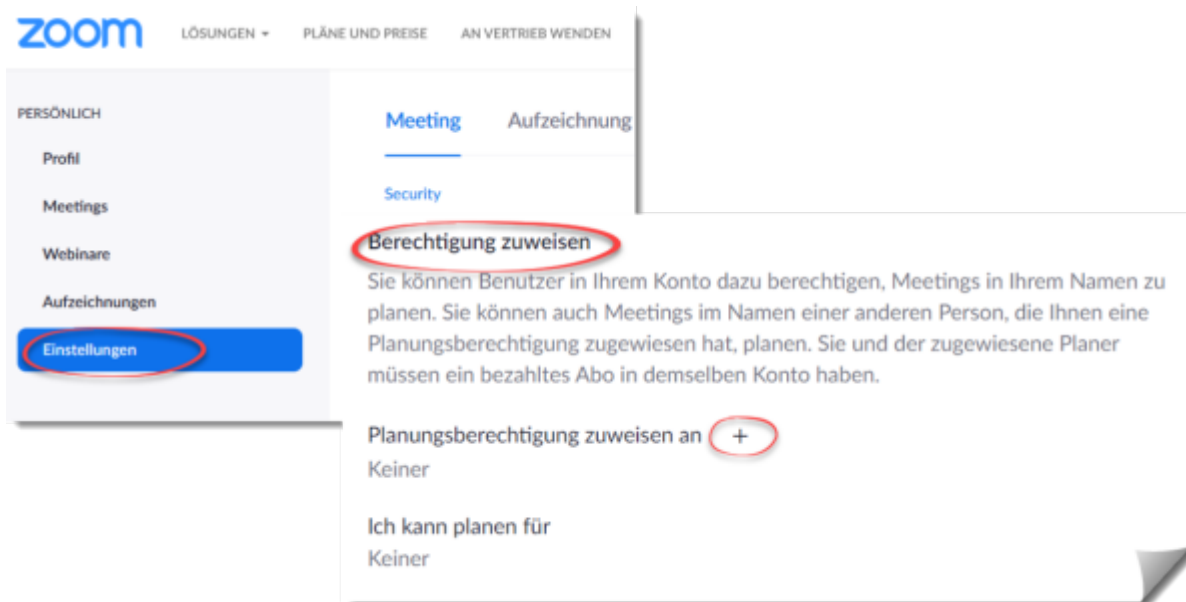 zoom LÖSUNGEN PLÄNE UND PREISE AN VERTRIEB WENDEN
PERSÖNLICH
Profil
Meetings
Webinare
Aufzeichnungen
Einstellungen
Meeting Aufzeichnung
Security
Berechtigung zuweisen
Sie können Benutzer in Ihrem Konto dazu berechtigen, Meetings in Ihrem Namen zu
planen. Sie können auch Meetings im Namen einer anderen Person, die Ihnen eine
Planungsberechtigung zugewiesen hat, planen. Sie und der zugewiesene Planer
müssen ein bezahltes Abo in demselben Konto haben.
Planungsberechtigung zuweisen an +
Keiner
Ich kann planen für
Keiner